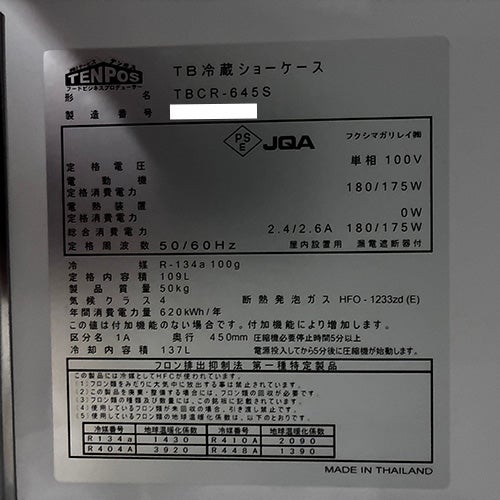 TENPOS
フードビジネスプロデューサー
TB冷蔵ショーケース
形名 TBCR-645S
製造番号
PSE JQA フクシマガリレイ㈱
定格電圧 単相 100V
電動機
定格消費電力 180/175W
電熱装置
定格消費電力 0W
総合消費電力 2.4/2.6A 180/175W
定格周波数 50/60Hz 屋内設置用 漏電遮断器付
冷媒 R-134a 100g
定格内容積 109L
製品質量 50kg
気候クラス 4 断熱発泡ガス HFO-1233zd (E)
年間消費電力量 620kWh/年
この値は付加機能のない場合です。付加機能により増加します。
区分名 1A 奥行 450mm 圧縮機必要停止時間5分以上
冷却内容積 137L 電源投入してから5分後に圧縮機が始動します。
フロン排出抑制法 第一種特定製品
この製品には冷媒としてHFCが使われています。
(1)フロン類をみだりに大気中に放出する事は禁止されています。
(2)この製品を廃棄・整備する場合には、フロン類の回収が必要です。
(3)フロン類の種類及び数量には、この銘板に記載されています。
(4)使用しているフロン類が未回収の場合、引き渡し禁止です。
(5)使用しているフロン類の地球温暖化係数は、以下のとおりです。
冷媒番号 地球温暖化係数 冷媒番号 地球温暖化係数
R134a 1430 R410A 2090
R404A 3920 R448A 1390
MADE IN THAILAND